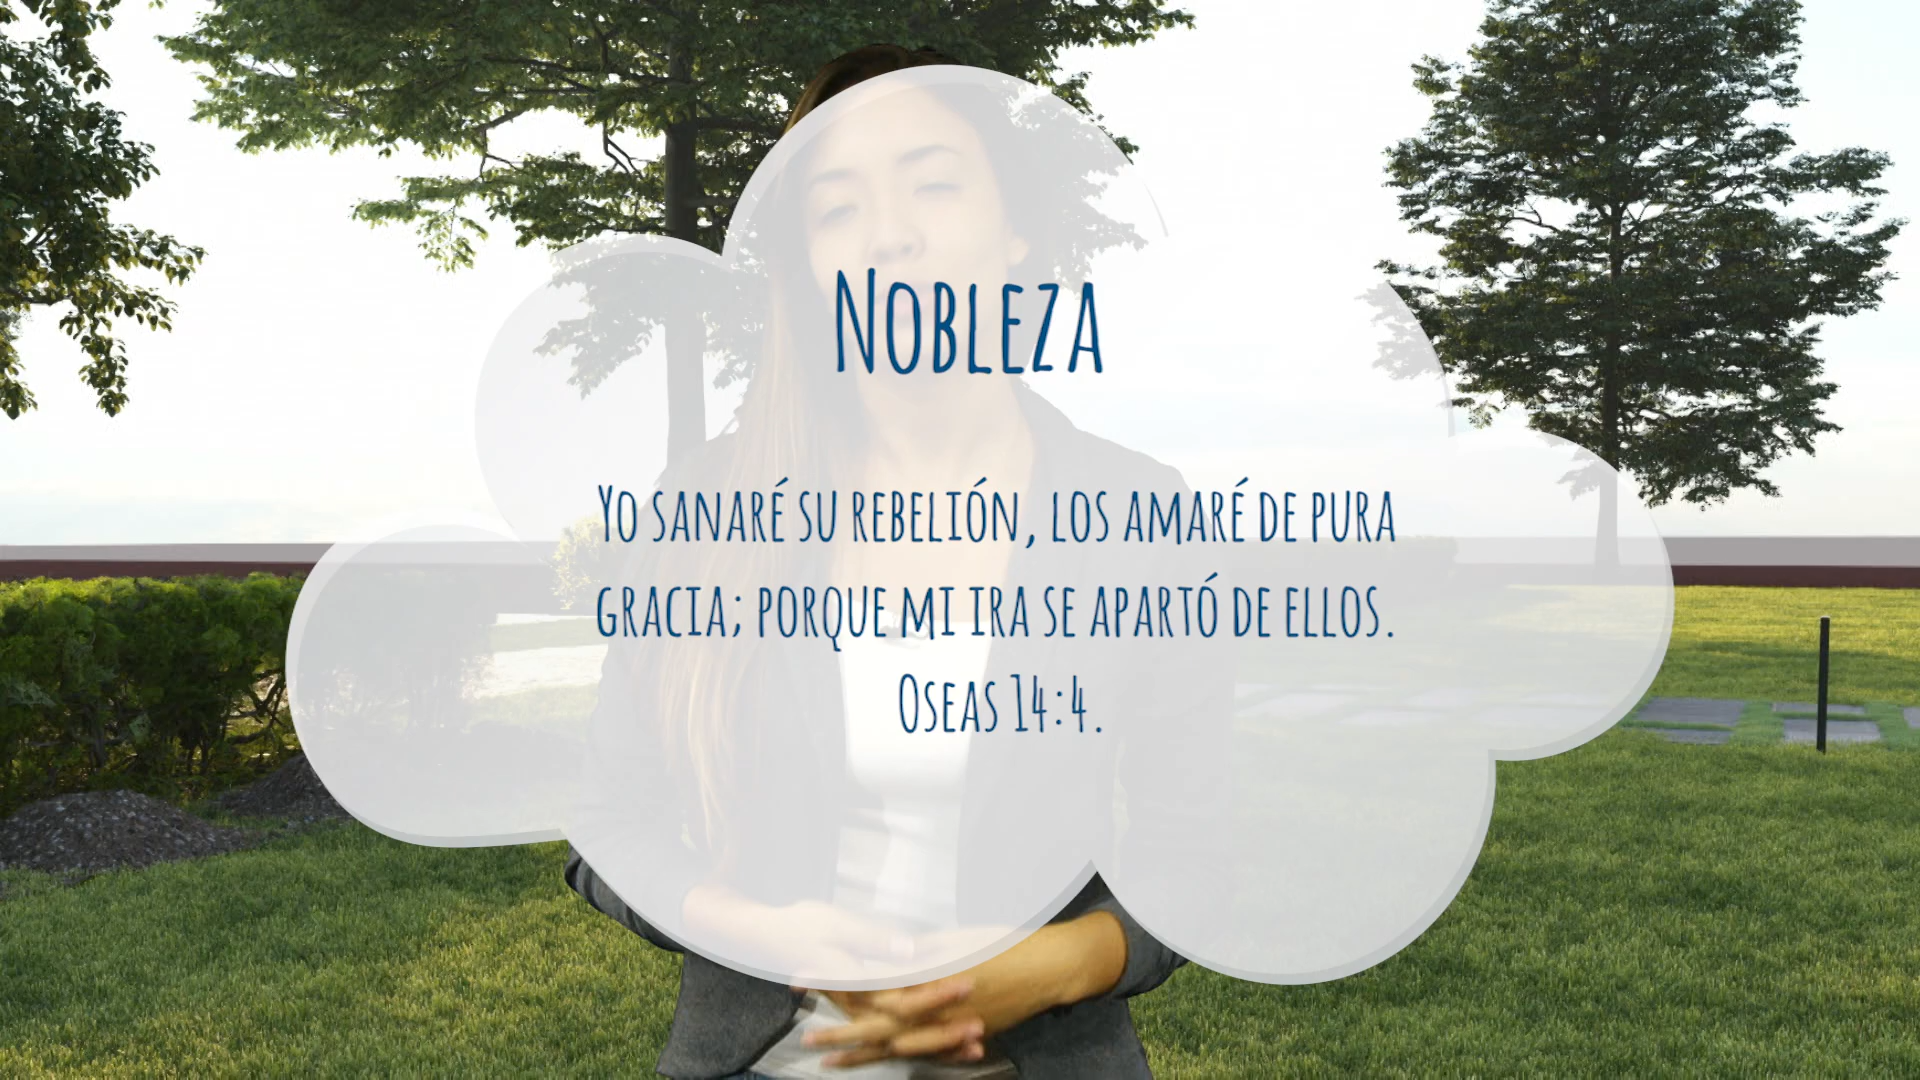 Nobleza
Yo sanaré su rebelión, los amaré de pura
gracia; porque mi ira se apartó de ellos.
Oseas 14:4.